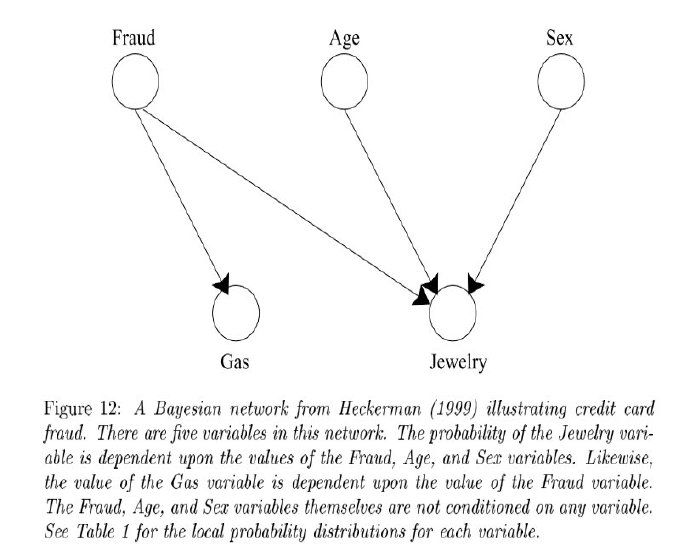 Fraud Age Sex
Gas Jewelry
Figure 12: A Bayesian network from Heckerman (1999) illustrating credit card
fraud. There are five variables in this network. The probability of the Jewelry vari-
able is dependent upon the values of the Fraud, Age, and Sex variables. Likewise,
the value of the Gas variable is dependent upon the value of the Fraud variable.
The Fraud, Age, and Sex variables themselves are not conditioned on any variable.
See Table 1 for the local probability distributions for each variable.